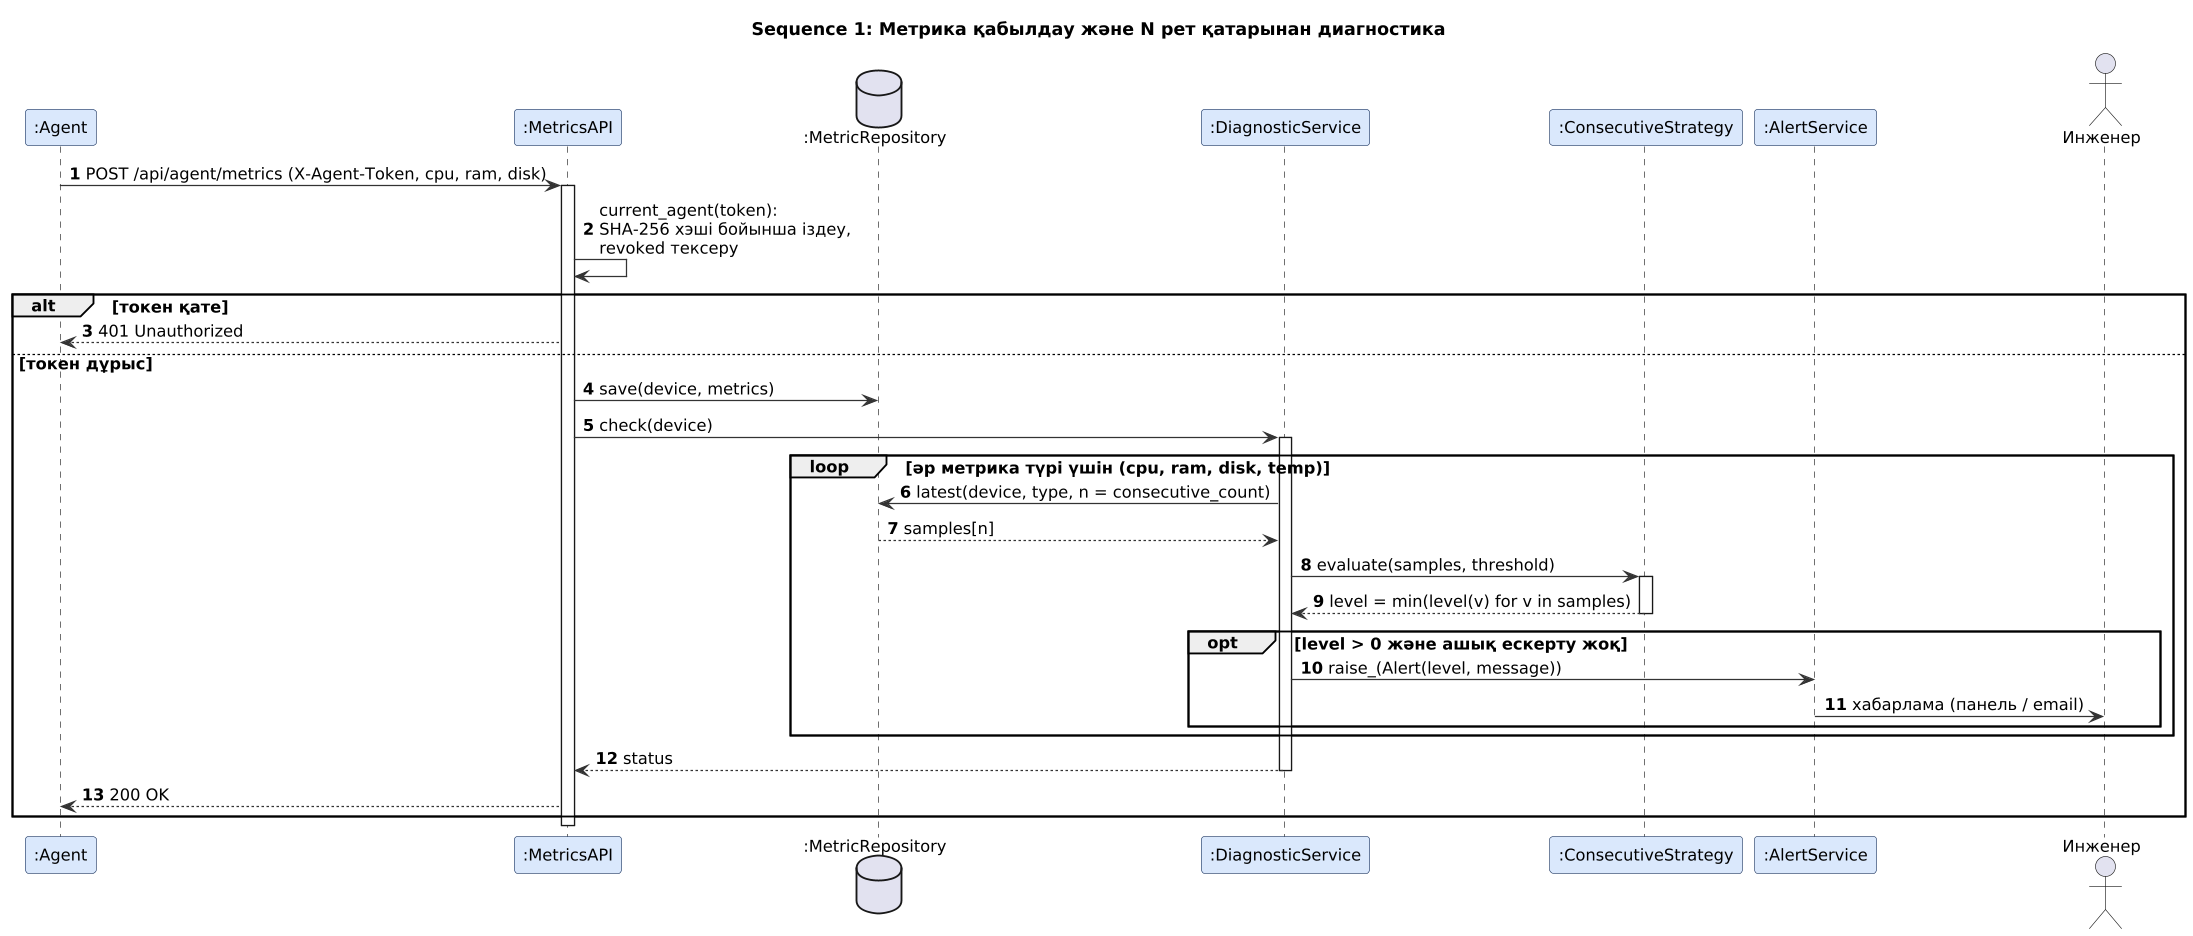 Sequence 1: Метрика қабылдау және N рет қатарынан диагностика
:Agent
:MetricsAPI
:MetricRepository
:DiagnosticService
:ConsecutiveStrategy
:AlertService
Инженер
1 POST /api/agent/metrics (X-Agent-Token, cpu, ram, disk)
current_agent(token):
2 SHA-256 хэші бойынша іздеу,
revoked тексеру
alt [токен қате]
3 401 Unauthorized
[токен дұрыс]
4 save(device, metrics)
5 check(device)
loop [әр метрика түрі үшін (cpu, ram, disk, temp)]
6 latest(device, type, n = consecutive_count)
7 samples[n]
8 evaluate(samples, threshold)
9 level = min(level(v) for v in samples)
opt [level > 0 және ашық ескерту жоқ]
10 raise_(Alert(level, message))
11 хабарлама (панель / email)
12 status
13 200 OK
:Agent
:MetricsAPI
:MetricRepository
:DiagnosticService
:ConsecutiveStrategy
:AlertService
Инженер